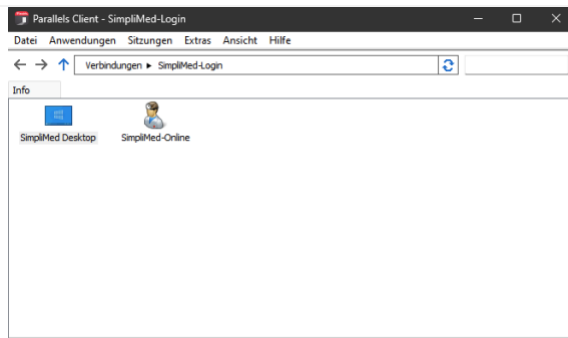 Parallels Client - SimpliMed-Login
Datei Anwendungen Sitzungen Extras Ansicht Hilfe
Verbindungen ▶ SimpliMed-Login
Info
SimpliMed Desktop SimpliMed-Online